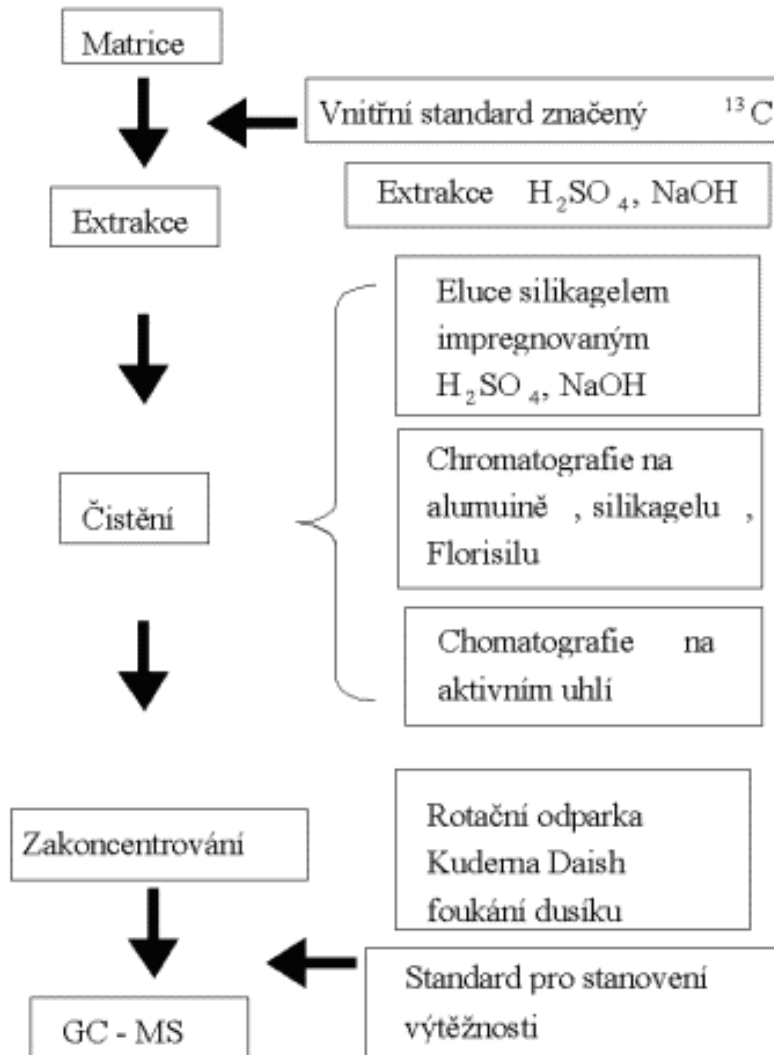 Matrice
Vnitřní standard značený ¹³C
Extrakce H₂SO₄, NaOH
Extrakce
Eluce silikagelem
impregnovaným
H₂SO₄, NaOH
Čistění
Chromatografie na
alumuině , silikagelu ,
Florisilu
Chomatografie na
aktivním uhlí
Zakoncentrování
Rotační odparka
Kuderna Daish
foukání dusíku
Standard pro stanovení
výtěžnosti
GC - MS